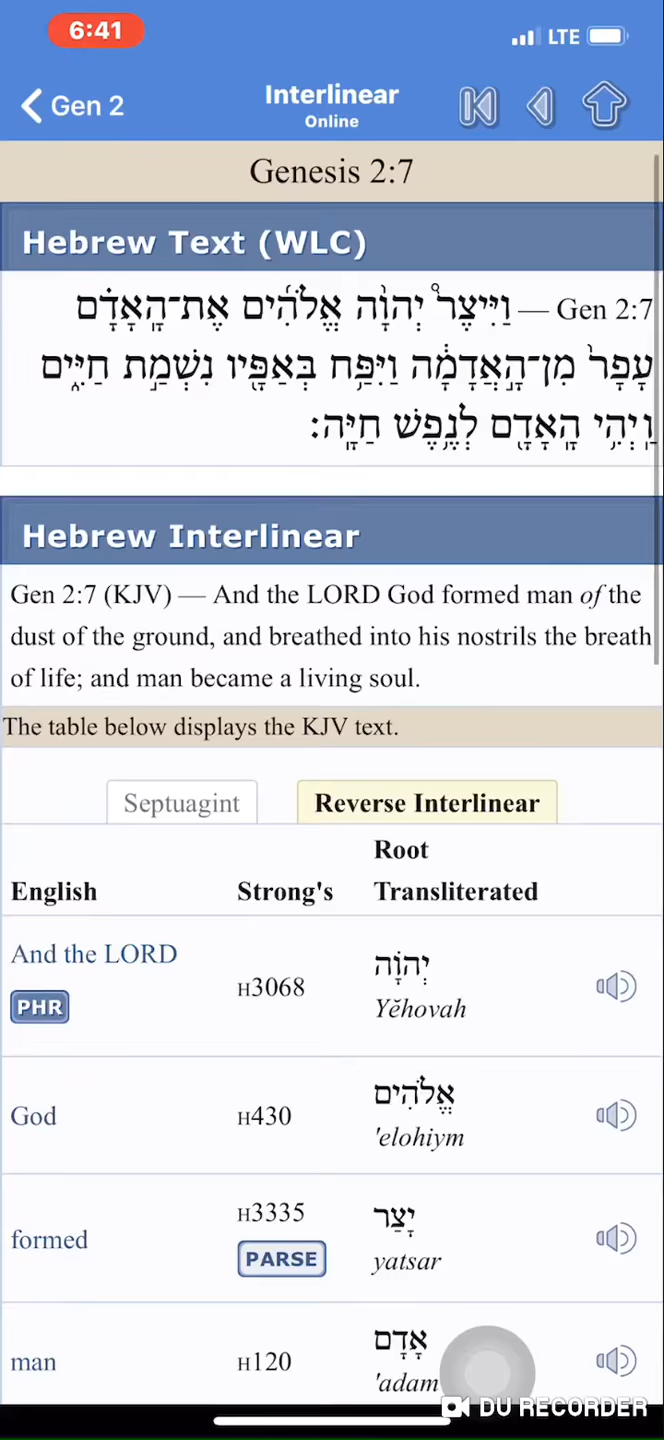 6:41
LTE
Gen 2
Interlinear
Online
Genesis 2:7
Hebrew Text (WLC)
Gen 2:7 — וַיִּיצֶר֩ יְהוָ֨ה אֱלֹהִ֜ים אֶת־הָֽאָדָ֗ם
עָפָר֙ מִן־הָ֣אֲדָמָ֔ה וַיִּפַּ֥ח בְּאַפָּ֖יו נִשְׁמַ֣ת חַיִּ֑ים
וַֽיְהִ֥י הָֽאָדָ֖ם לְנֶ֥פֶשׁ חַיָּֽה׃
Hebrew Interlinear
Gen 2:7 (KJV) — And the LORD God formed man of the
dust of the ground, and breathed into his nostrils the breath
of life; and man became a living soul.
The table below displays the KJV text.
Septuagint
Reverse Interlinear
English Strong's Root Transliterated
And the LORD H3068 יְהֹוָה
PHR Yĕhovah
God H430 אֱלֹהִים
'elohiym
formed H3335 יָצַר
PARSE yatsar
man H120 אָדָם
'adam
DU RECORDER